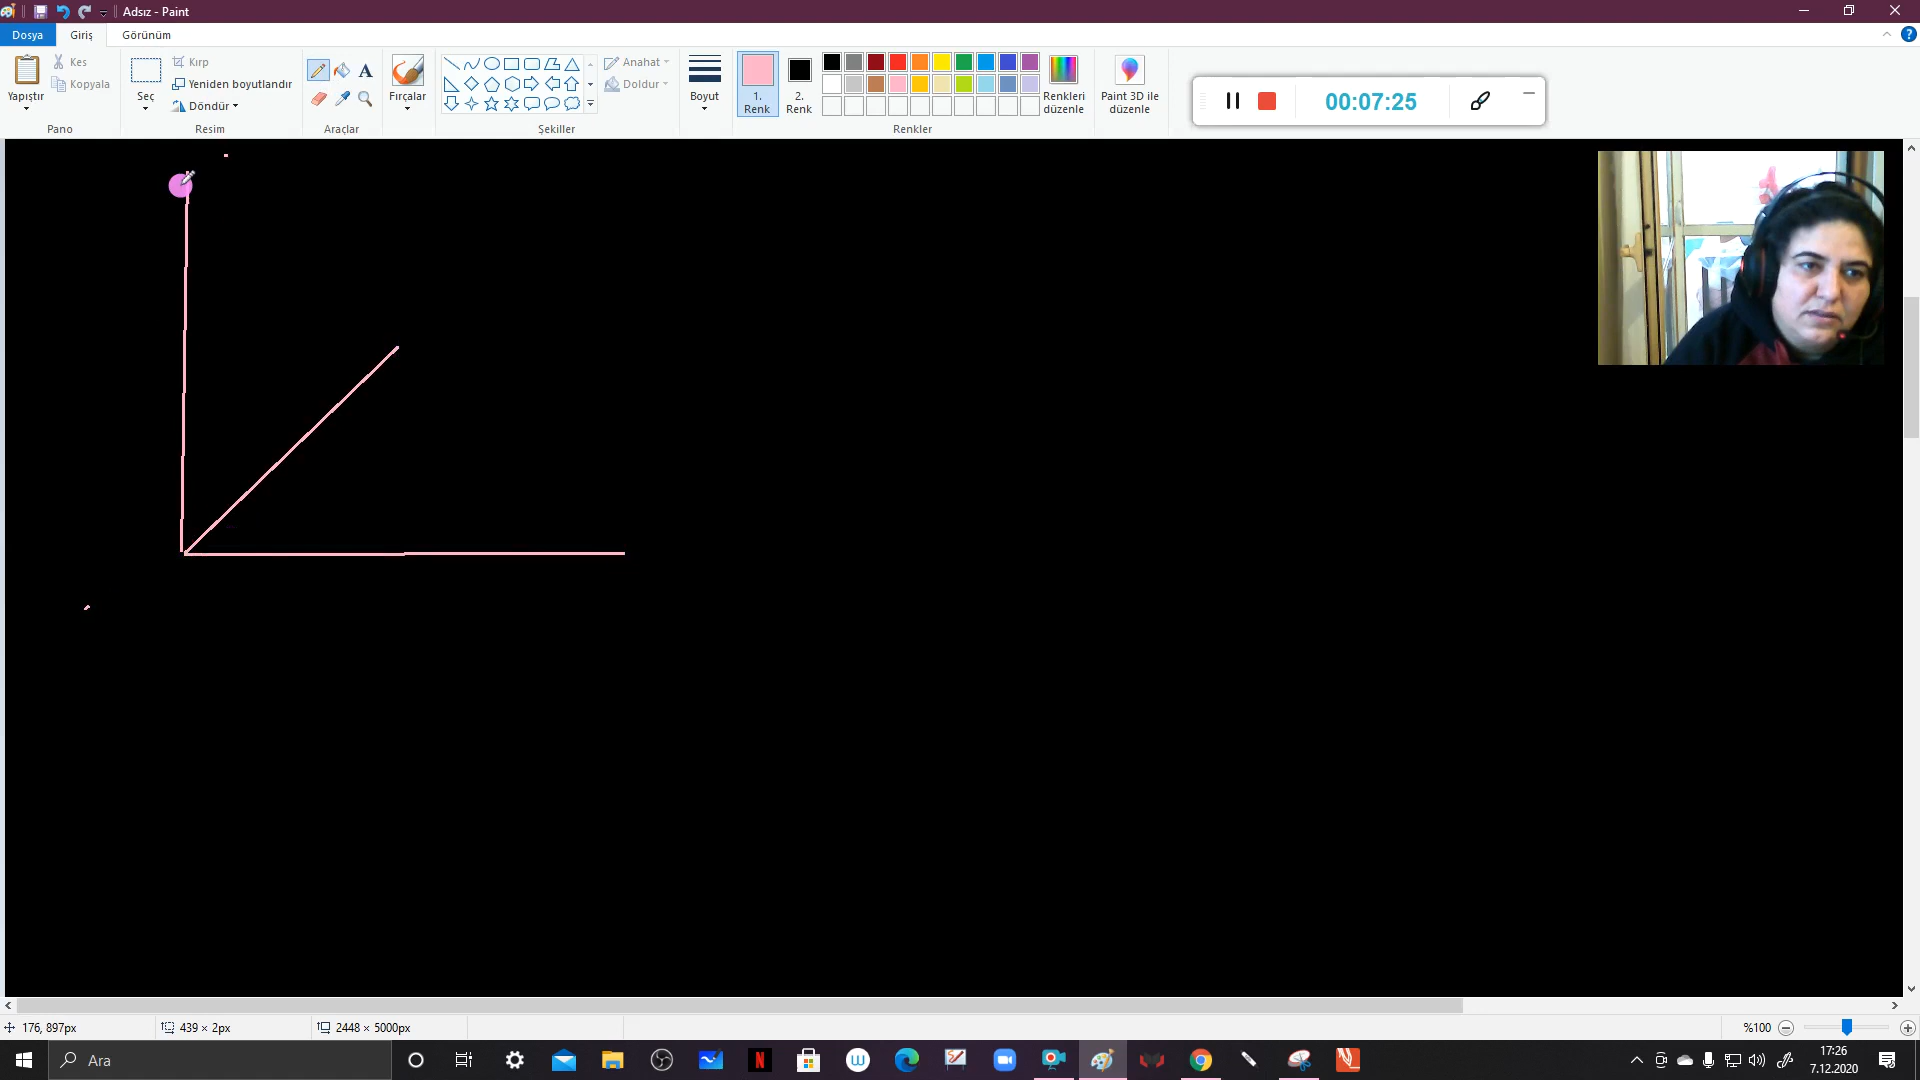 Adsız - Paint
Dosya Giriş Görünüm
Yapıştır Kes Kopyala Pano
Seç Kırp Yeniden boyutlandır Döndür Resim
A Araçlar
Fırçalar
Şekiller
Anahat Doldur
Boyut
1. Renk
2. Renk
Renkler
Renkleri düzenle
Paint 3D ile düzenle
00:07:25
176, 897px 439 × 2px 2448 × 5000px %100
Ara
17:26
7.12.2020